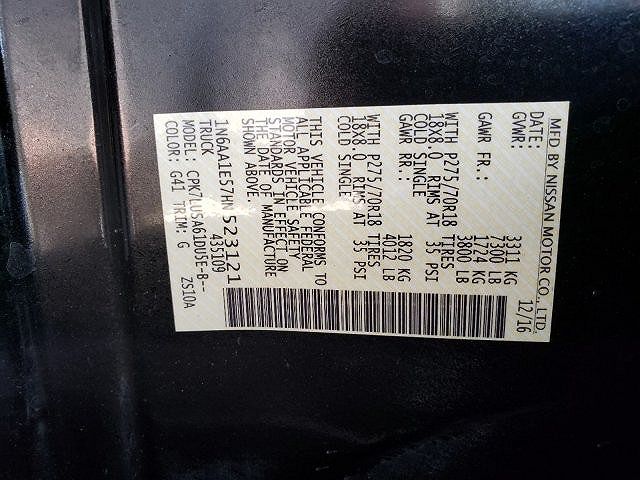 MFD BY NISSAN MOTOR CO., LTD.
DATE: 12/16
GVWR: 3311 KG
7300 LB
GAWR FR.: 1724 KG
3800 LB
WITH P275/70R18 TIRES
18X8.0 RIMS AT 35 PSI
COLD SINGLE
GAWR RR.: 1820 KG
4012 LB
WITH P275/70R18 TIRES
18X8.0 RIMS AT 35 PSI
COLD SINGLE
THIS VEHICLE CONFORMS TO
ALL APPLICABLE FEDERAL
MOTOR VEHICLE SAFETY
STANDARDS IN EFFECT ON
THE DATE OF MANUFACTURE
SHOWN ABOVE
1N6AA1E57HN523121
TRUCK 435109
MODEL: CPK7LUSA61DU5E-B--
COLOR: G41 TRIM: G ZS10A